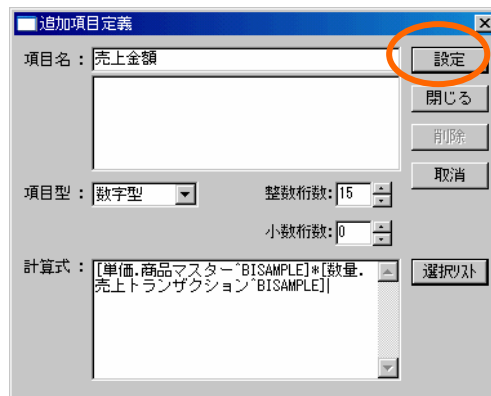 追加項目定義
項目名： 売上金額 設定
閉じる
削除
取消
項目型： 数字型 整数桁数: 15
小数桁数: 0
計算式： [単価.商品マスター^BISAMPLE]*[数量. 選択リスト
売上トランザクション^BISAMPLE]